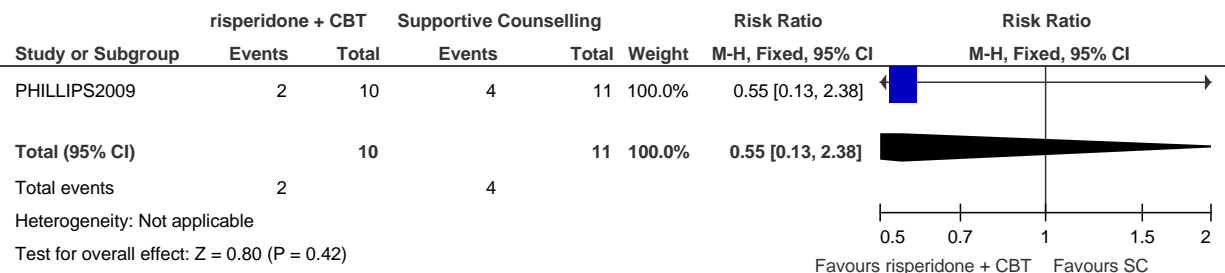 risperidone + CBT Supportive Counselling Risk Ratio Risk Ratio
Study or Subgroup Events Total Events Total Weight M-H, Fixed, 95% CI M-H, Fixed, 95% CI
PHILLIPS2009 2 10 4 11 100.0% 0.55 [0.13, 2.38]
Total (95% CI) 10 11 100.0% 0.55 [0.13, 2.38]
Total events 2 4
Heterogeneity: Not applicable
Test for overall effect: Z = 0.80 (P = 0.42)
0.5 0.7 1 1.5 2
Favours risperidone + CBT Favours SC